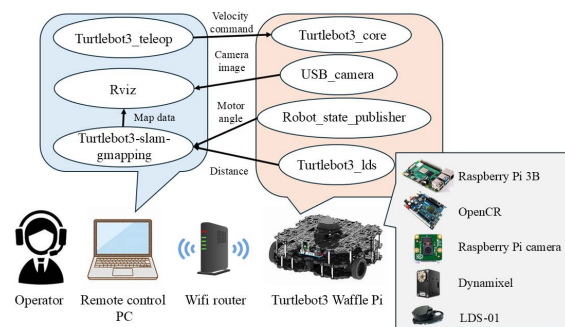 Velocity
command
Turtlebot3_teleop
Turtlebot3_core
Camera
image
USB_camera
Rviz
Motor
angle
Robot_state_publisher
Map data
Turtlebot3-slam-
gmapping
Distance
Turtlebot3_lds
Raspberry Pi 3B
OpenCR
Raspberry Pi camera
Dynamixel
LDS-01
Operator
Remote control
PC
Wifi router
Turtlebot3 Waffle Pi